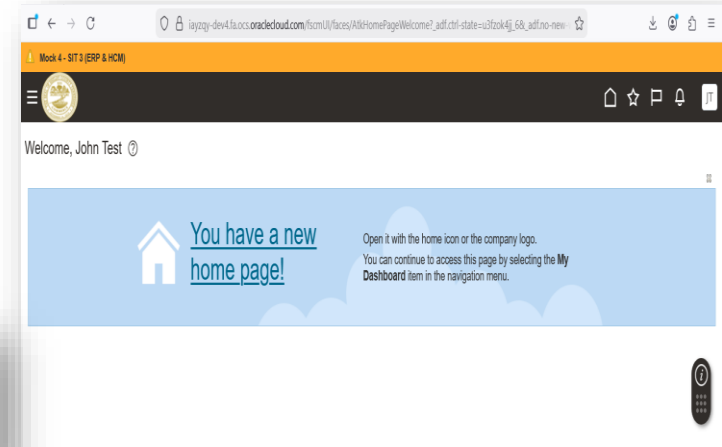 iayzqy-dev4.fa.ocs.oraclecloud.com/fscmUI/faces/AtkHomePageWelcome?_adf.ctrl-state=u3fzok4jj_6&_adf.no-new-
Mock 4 - SIT 3 (ERP & HCM)
JT
Welcome, John Test
You have a new
home page!
Open it with the home icon or the company logo.
You can continue to access this page by selecting the My
Dashboard item in the navigation menu.